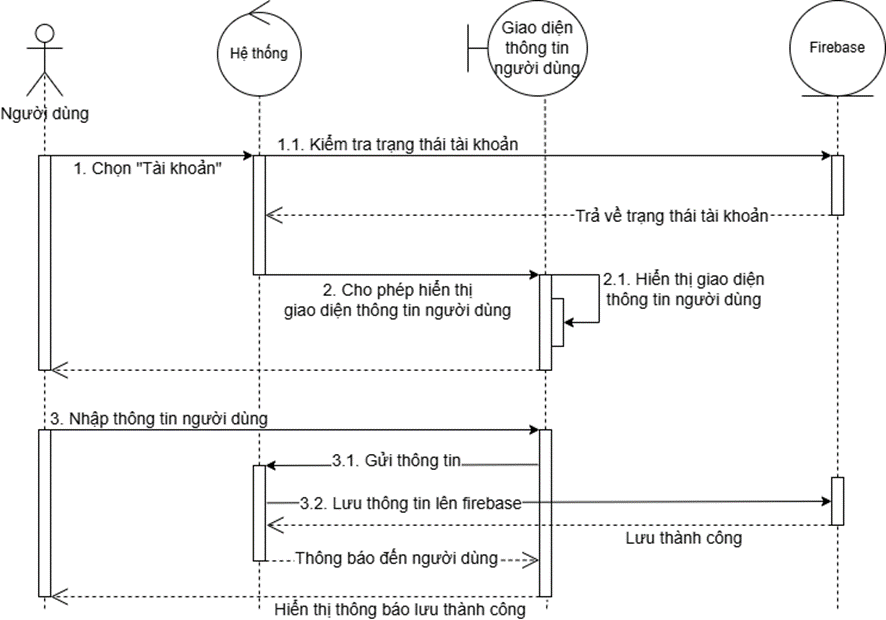 Giao diện
thông tin
người dùng
Hệ thống
Firebase
Người dùng
1.1. Kiểm tra trạng thái tài khoản
1. Chọn "Tài khoản"
Trả về trạng thái tài khoản
2. Cho phép hiển thị
giao diện thông tin người dùng
2.1. Hiển thị giao diện
thông tin người dùng
3. Nhập thông tin người dùng
3.1. Gửi thông tin
3.2. Lưu thông tin lên firebase
Lưu thành công
Thông báo đến người dùng
Hiển thị thông báo lưu thành công